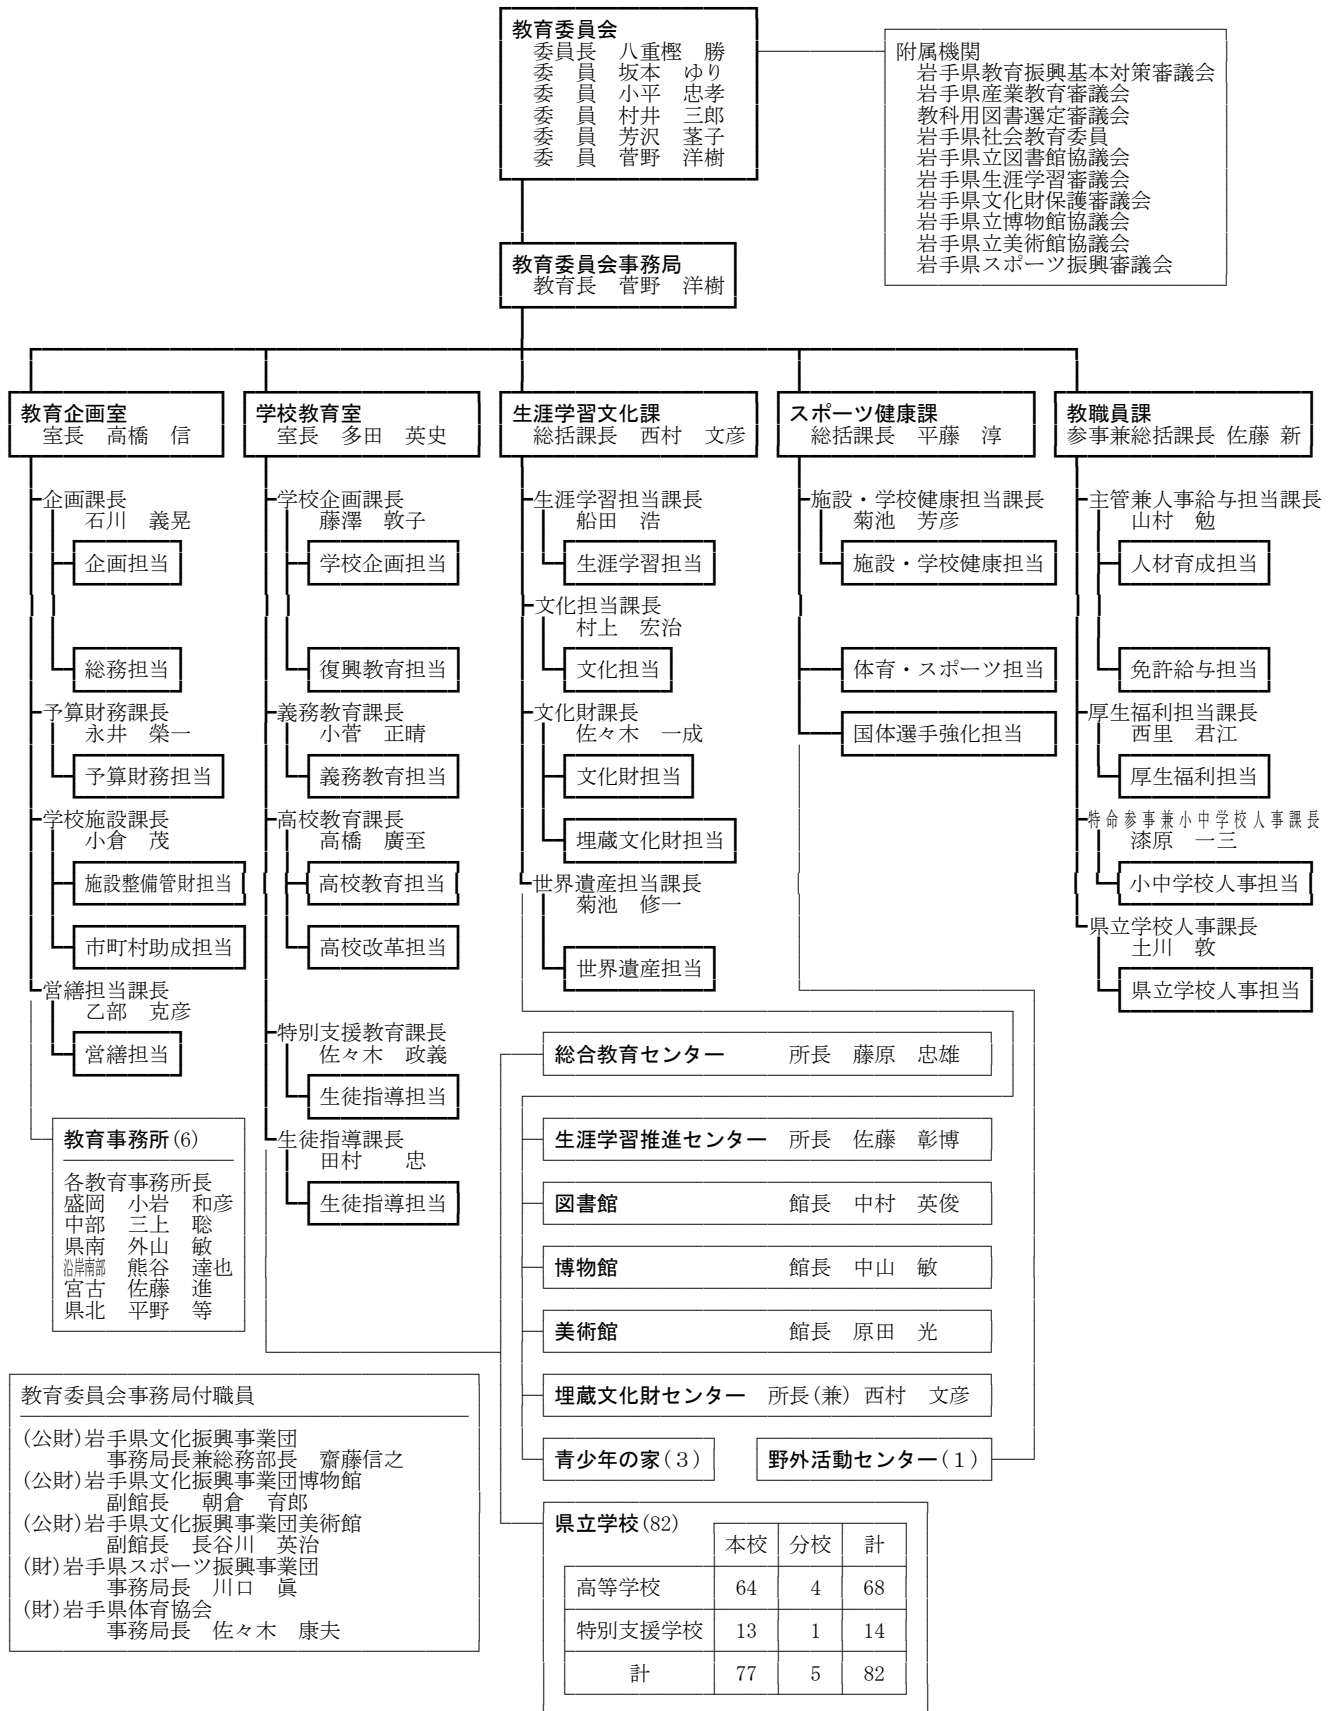 教育委員会
委員長　八重樫　勝
委　員　坂本　ゆり
委　員　小平　忠孝
委　員　村井　三郎
委　員　芳沢　茎子
委　員　菅野　洋樹
附属機関
岩手県教育振興基本対策審議会
岩手県産業教育審議会
教科用図書選定審議会
岩手県社会教育委員
岩手県立図書館協議会
岩手県生涯学習審議会
岩手県文化財保護審議会
岩手県立博物館協議会
岩手県立美術館協議会
岩手県スポーツ振興審議会
教育委員会事務局
教育長　菅野　洋樹
教育企画室
室長　高橋　信
企画課長
石川　義晃
企画担当
総務担当
予算財務課長
永井　榮一
予算財務担当
学校施設課長
小倉　茂
施設整備管財担当
市町村助成担当
営繕担当課長
乙部　克彦
営繕担当
教育事務所(6)
各教育事務所長
盛岡　小岩　和彦
中部　三上　聡
県南　外山　敏
沿岸南部　熊谷　達也
宮古　佐藤　進
県北　平野　等
学校教育室
室長　多田　英史
学校企画課長
藤澤　敦子
学校企画担当
復興教育担当
義務教育課長
小菅　正晴
義務教育担当
高校教育課長
高橋　廣至
高校教育担当
高校改革担当
特別支援教育課長
佐々木　政義
生徒指導担当
生徒指導課長
田村　忠
生徒指導担当
生涯学習文化課
総括課長　西村　文彦
生涯学習担当課長
船田　浩
生涯学習担当
文化担当課長
村上　宏治
文化担当
文化財課長
佐々木　一成
文化財担当
埋蔵文化財担当
世界遺産担当課長
菊池　修一
世界遺産担当
スポーツ健康課
総括課長　平藤　淳
施設・学校健康担当課長
菊池　芳彦
施設・学校健康担当
体育・スポーツ担当
国体選手強化担当
教職員課
参事兼総括課長 佐藤 新
主管兼人事給与担当課長
山村　勉
人材育成担当
免許給与担当
厚生福利担当課長
西里　君江
厚生福利担当
特命参事兼小中学校人事課長
漆原　一三
小中学校人事担当
県立学校人事課長
土川　敦
県立学校人事担当
総合教育センター　所長　藤原　忠雄
生涯学習推進センター　所長　佐藤　彰博
図書館　館長　中村　英俊
博物館　館長　中山　敏
美術館　館長　原田　光
埋蔵文化財センター　所長(兼) 西村　文彦
青少年の家(３)
野外活動センター(１)
教育委員会事務局付職員
(公財)岩手県文化振興事業団
事務局長兼総務部長　齋藤信之
(公財)岩手県文化振興事業団博物館
副館長　朝倉　育郎
(公財)岩手県文化振興事業団美術館
副館長　長谷川　英治
(財)岩手県スポーツ振興事業団
事務局長　川口　眞
(財)岩手県体育協会
事務局長　佐々木　康夫
県立学校(82)
本校　分校　計
高等学校　64　4　68
特別支援学校　13　1　14
計　77　5　82